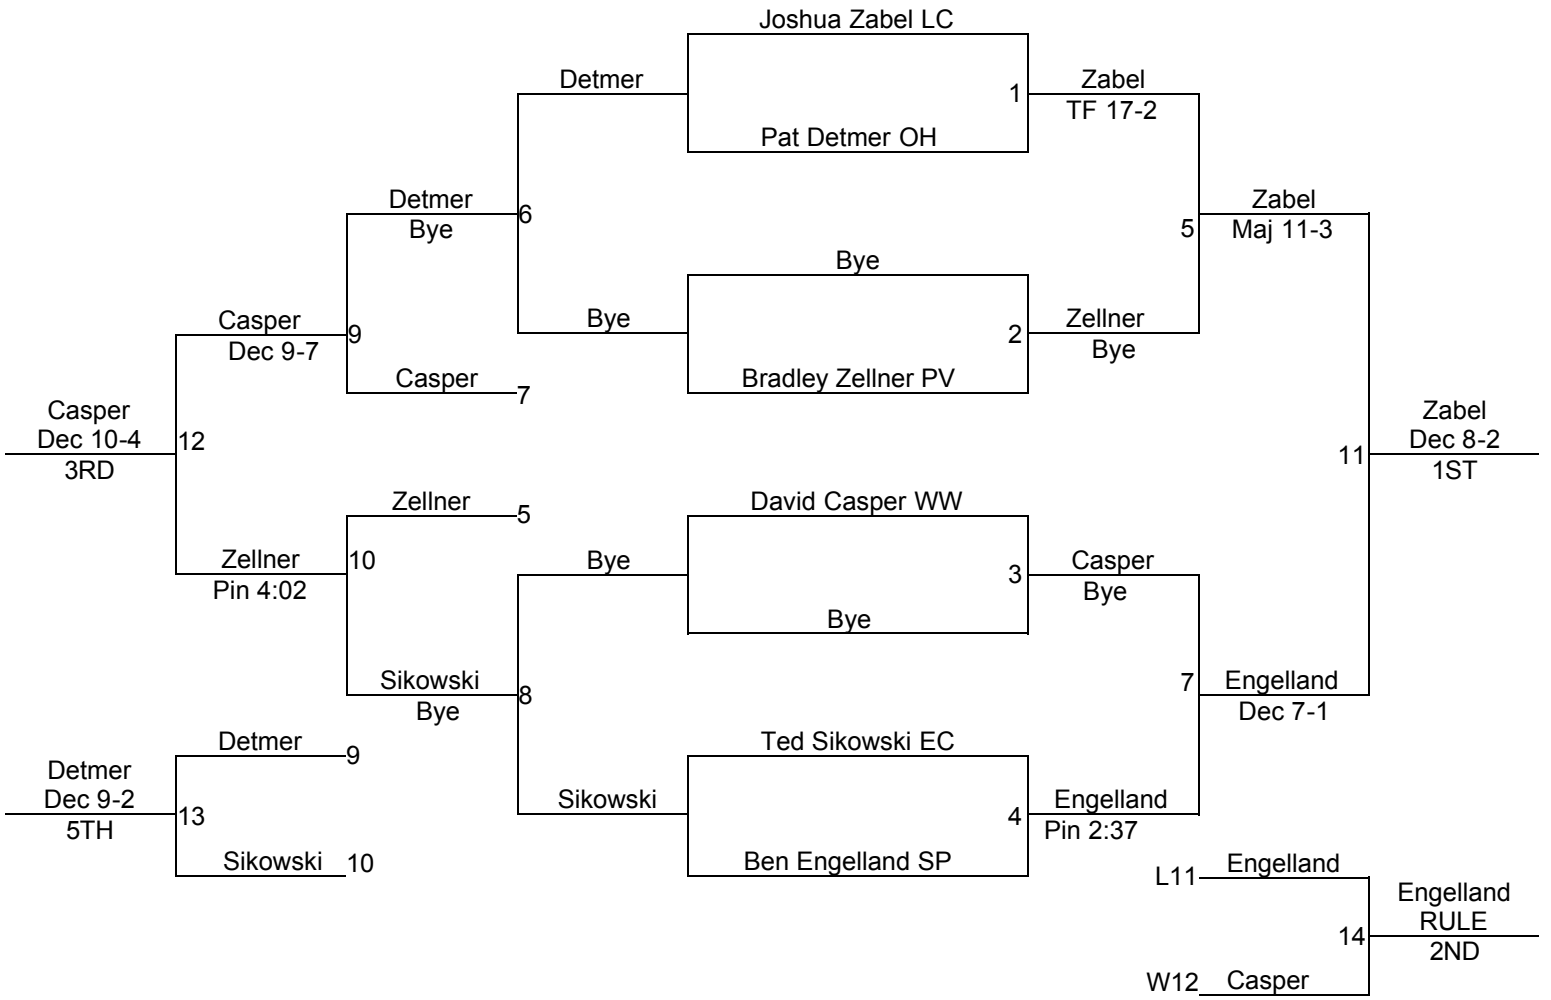 Joshua Zabel LC
Detmer
1
Zabel
TF 17-2
Pat Detmer OH
Detmer
Bye
6
Zabel
Maj 11-3
5
Bye
Casper
Dec 9-7
9
Bye
2
Zellner
Bye
Casper
7
Bradley Zellner PV
Casper
Dec 10-4
3RD
12
Zabel
Dec 8-2
1ST
11
Zellner
5
David Casper WW
Zellner
Pin 4:02
10
Bye
3
Casper
Bye
Bye
Sikowski
Bye
8
7
Engelland
Dec 7-1
Detmer
9
Ted Sikowski EC
Detmer
Dec 9-2
5TH
13
Sikowski
4
Engelland
Pin 2:37
Sikowski
10
Ben Engelland SP
L11
Engelland
Engelland
RULE
2ND
14
W12
Casper